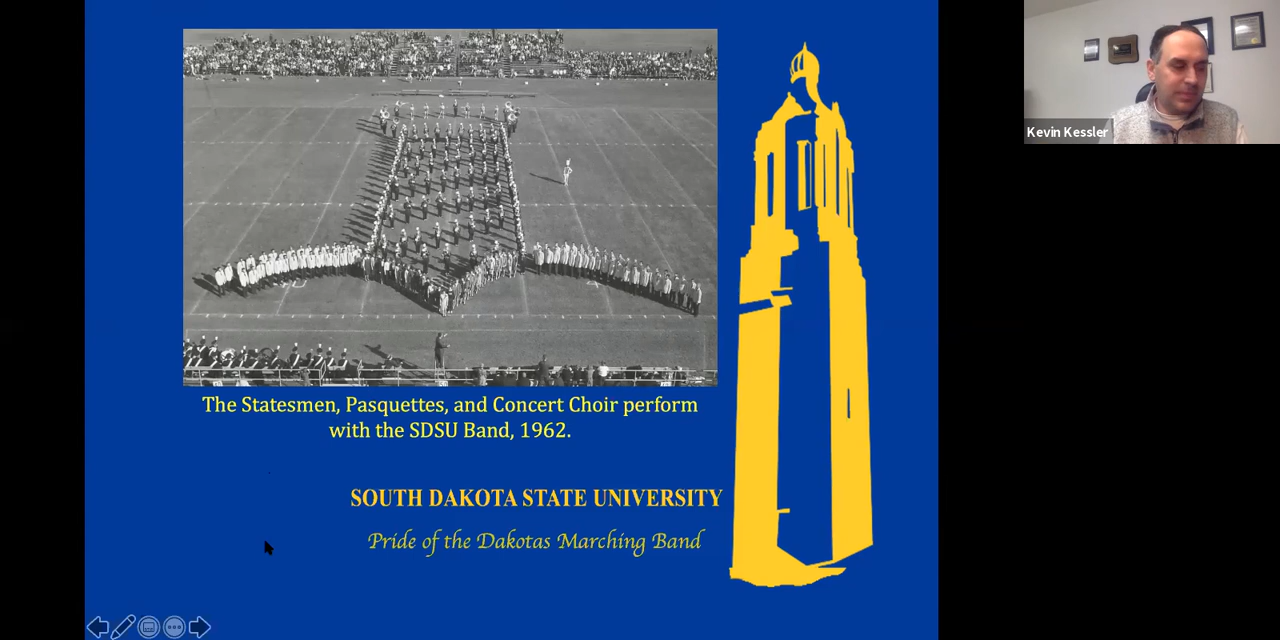 Kevin Kessler
The Statesmen, Pasquettes, and Concert Choir perform
with the SDSU Band, 1962.
SOUTH DAKOTA STATE UNIVERSITY
Pride of the Dakotas Marching Band